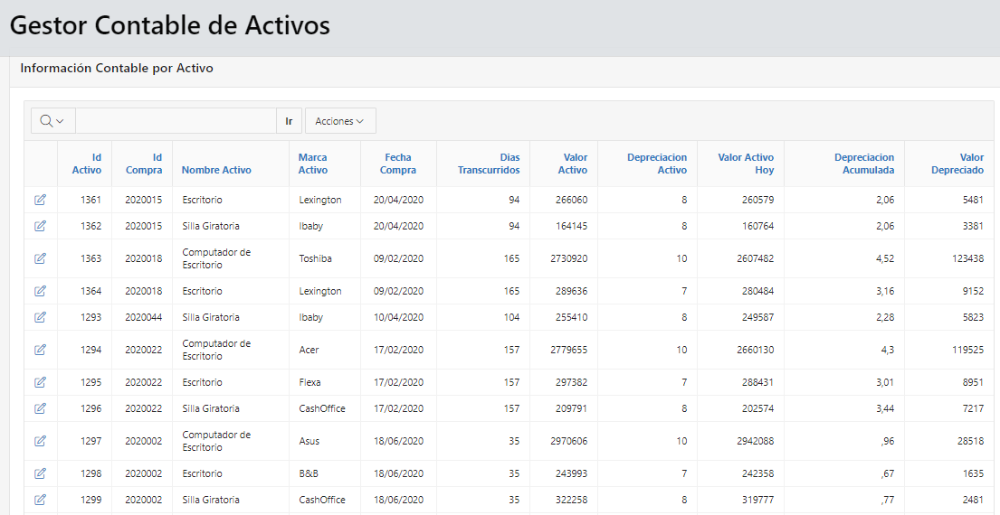 Gestor Contable de Activos
Información Contable por Activo
Ir Acciones
Id Activo Id Compra Nombre Activo Marca Activo Fecha Compra Dias Transcurridos Valor Activo Depreciacion Activo Valor Activo Hoy Depreciacion Acumulada Valor Depreciado
1361 2020015 Escritorio Lexington 20/04/2020 94 266060 8 260579 2,06 5481
1362 2020015 Silla Giratoria Ibaby 20/04/2020 94 164145 8 160764 2,06 3381
1363 2020018 Computador de Escritorio Toshiba 09/02/2020 165 2730920 10 2607482 4,52 123438
1364 2020018 Escritorio Lexington 09/02/2020 165 289636 7 280484 3,16 9152
1293 2020044 Silla Giratoria Ibaby 10/04/2020 104 255410 8 249587 2,28 5823
1294 2020022 Computador de Escritorio Acer 17/02/2020 157 2779655 10 2660130 4,3 119525
1295 2020022 Escritorio Flexa 17/02/2020 157 297382 7 288431 3,01 8951
1296 2020022 Silla Giratoria CashOffice 17/02/2020 157 209791 8 202574 3,44 7217
1297 2020002 Computador de Escritorio Asus 18/06/2020 35 2970606 10 2942088 ,96 28518
1298 2020002 Escritorio B&B 18/06/2020 35 243993 7 242358 ,67 1635
1299 2020002 Silla Giratoria CashOffice 18/06/2020 35 322258 8 319777 ,77 2481